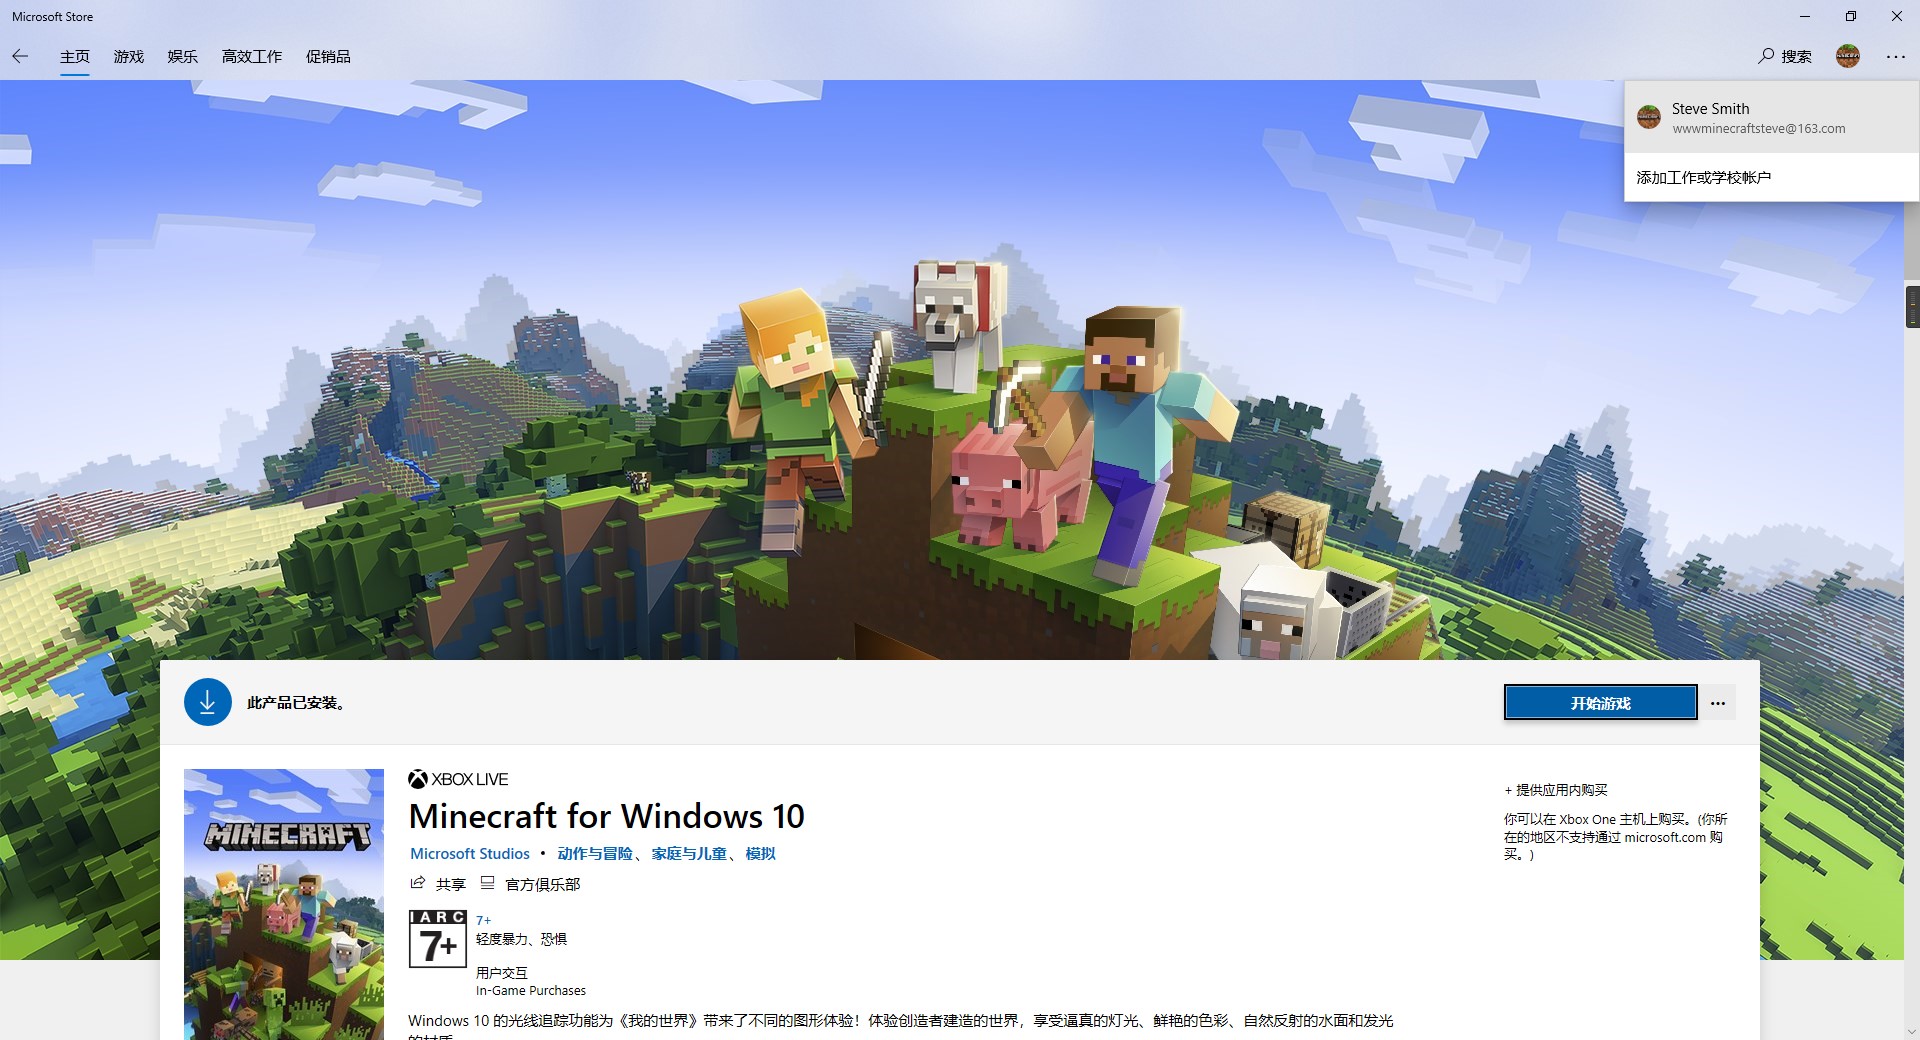 Microsoft Store
主页 游戏 娱乐 高效工作 促销品 搜索
Steve Smith
wwwminecraftsteve@163.com
添加工作或学校帐户
此产品已安装。
开始游戏
XBOX LIVE
Minecraft for Windows 10
Microsoft Studios • 动作与冒险、家庭与儿童、模拟
共享 官方俱乐部
IARC
7+
7+
轻度暴力、恐惧
用户交互
In-Game Purchases
+ 提供应用内购买
你可以在 Xbox One 主机上购买。(你所
在的地区不支持通过 microsoft.com 购
买。)
MINECRAFT
Windows 10 的光线追踪功能为《我的世界》带来了不同的图形体验！体验创造者建造的世界，享受逼真的灯光、鲜艳的色彩、自然反射的水面和发光
的材质